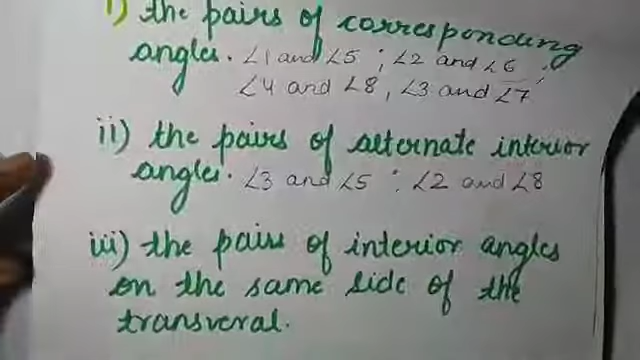 i) the pairs of corresponding
angles. ∠1 and ∠5 ; ∠2 and ∠6 ;
∠4 and ∠8, ∠3 and ∠7
ii) the pairs of alternate interior
angles. ∠3 and ∠5 ; ∠2 and ∠8
iii) the pairs of interior angles
on the same side of the
transveral.